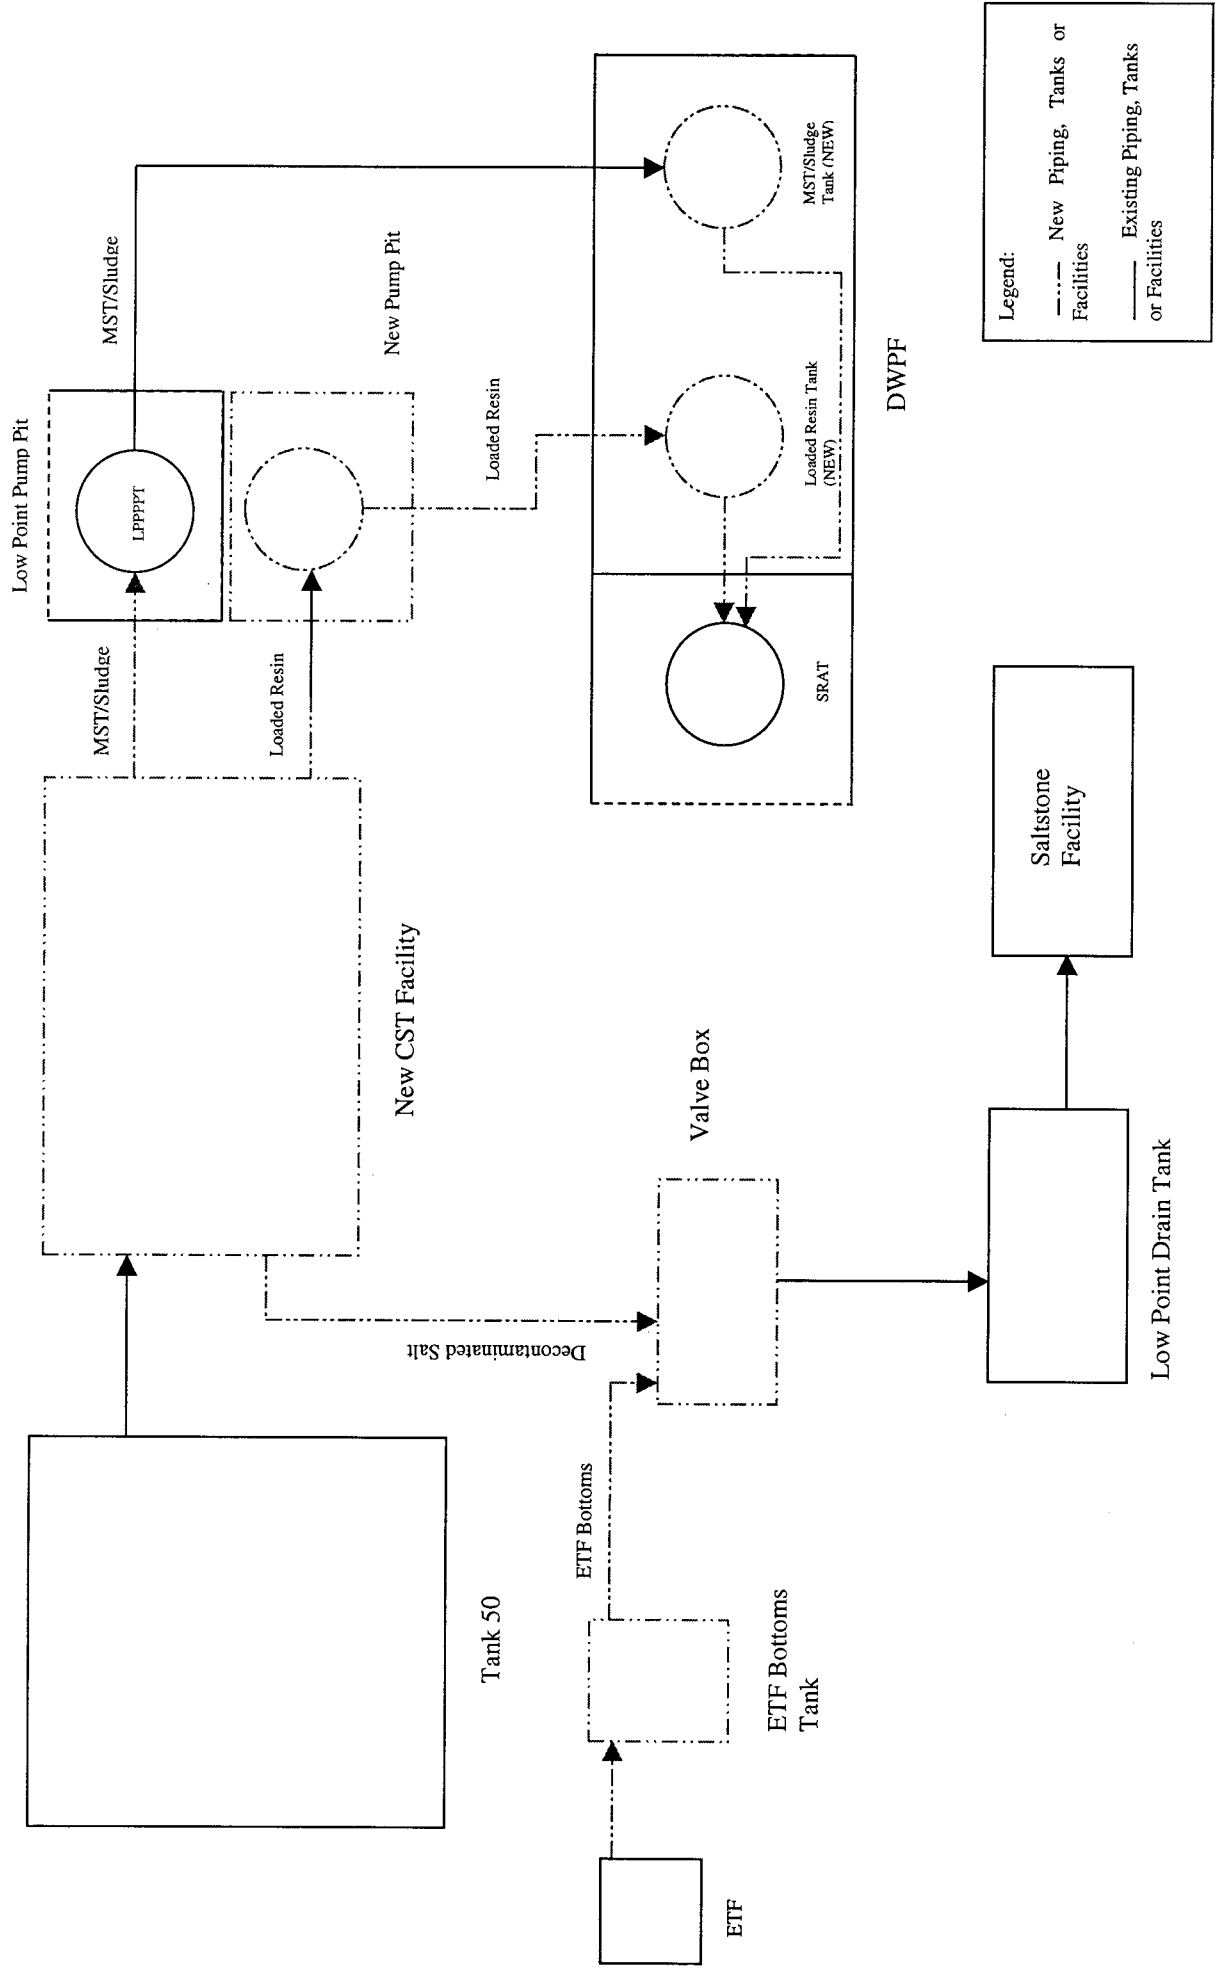 Low Point Pump Pit
MST/Sludge
LPPPPT
MST/Sludge
Loaded Resin
New Pump Pit
Loaded Resin
New CST Facility
Tank 50
Decontaminated Salt
ETF Bottoms
Valve Box
ETF Bottoms
Tank
ETF
Low Point Drain Tank
Saltstone
Facility
SRAT
Loaded Resin Tank
(NEW)
MST/Sludge
Tank (NEW)
DWPF
Legend:
New Piping, Tanks or
Facilities
Existing Piping, Tanks
or Facilities